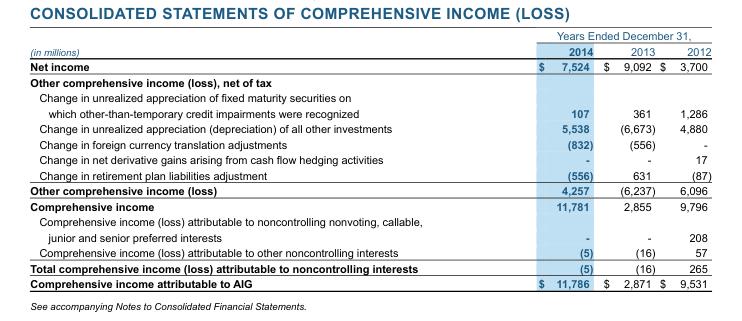 CONSOLIDATED STATEMENTS OF COMPREHENSIVE INCOME (LOSS)
Years Ended December 31,
(in millions) 2014 2013 2012
Net income $ 7,524 $ 9,092 $ 3,700
Other comprehensive income (loss), net of tax
Change in unrealized appreciation of fixed maturity securities on
which other-than-temporary credit impairments were recognized 107 361 1,286
Change in unrealized appreciation (depreciation) of all other investments 5,538 (6,673) 4,880
Change in foreign currency translation adjustments (832) (556) -
Change in net derivative gains arising from cash flow hedging activities - - 17
Change in retirement plan liabilities adjustment (556) 631 (87)
Other comprehensive income (loss) 4,257 (6,237) 6,096
Comprehensive income 11,781 2,855 9,796
Comprehensive income (loss) attributable to noncontrolling nonvoting, callable,
junior and senior preferred interests - - 208
Comprehensive income (loss) attributable to other noncontrolling interests (5) (16) 57
Total comprehensive income (loss) attributable to noncontrolling interests (5) (16) 265
Comprehensive income attributable to AIG $ 11,786 $ 2,871 $ 9,531
See accompanying Notes to Consolidated Financial Statements.